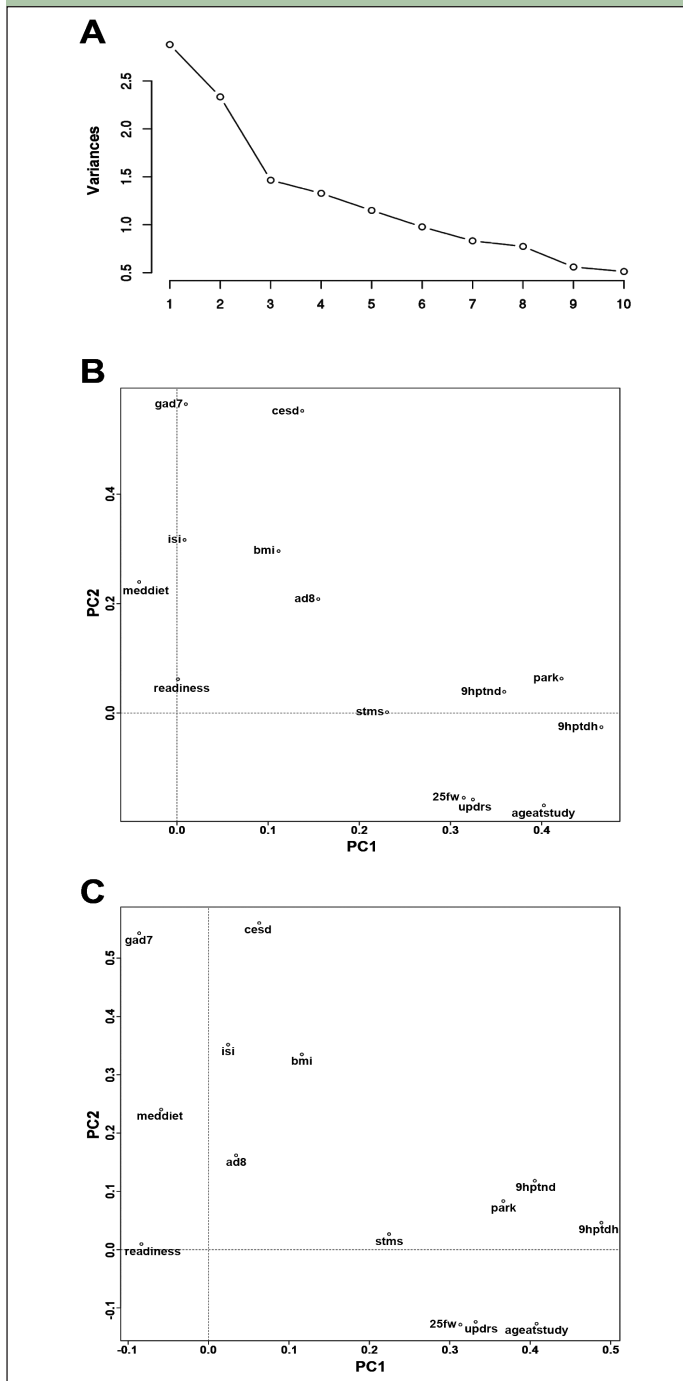 A
Variances
2.5
2.0
1.5
1.0
0.5
1 2 3 4 5 6 7 8 9 10
B
PC2
0.4
0.2
0.0
gad7
cesd
isi
bmi
meddiet
ad8
readiness
park
9hptnd
stms
9hptdh
25fw
updrs
ageatstudy
0.0 0.1 0.2 0.3 0.4
PC1
C
PC2
0.5
0.4
0.3
0.2
0.1
0.0
-0.1
cesd
gad7
isi
bmi
meddiet
ad8
9hptnd
park
9hptdh
stms
readiness
25fw
updrs
ageatstudy
-0.1 0.0 0.1 0.2 0.3 0.4 0.5
PC1